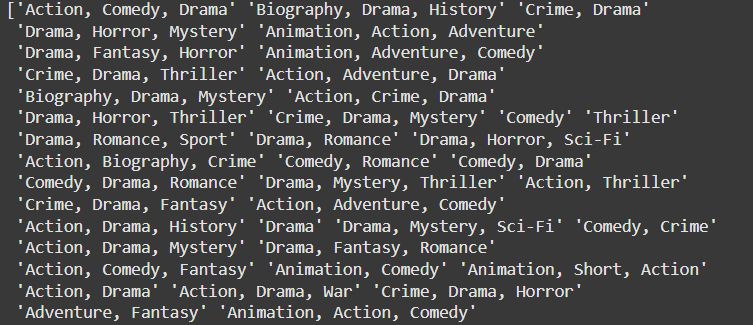 ['Action, Comedy, Drama' 'Biography, Drama, History' 'Crime, Drama'
'Drama, Horror, Mystery' 'Animation, Action, Adventure'
'Drama, Fantasy, Horror' 'Animation, Adventure, Comedy'
'Crime, Drama, Thriller' 'Action, Adventure, Drama'
'Biography, Drama, Mystery' 'Action, Crime, Drama'
'Drama, Horror, Thriller' 'Crime, Drama, Mystery' 'Comedy' 'Thriller'
'Drama, Romance, Sport' 'Drama, Romance' 'Drama, Horror, Sci-Fi'
'Action, Biography, Crime' 'Comedy, Romance' 'Comedy, Drama'
'Comedy, Drama, Romance' 'Drama, Mystery, Thriller' 'Action, Thriller'
'Crime, Drama, Fantasy' 'Action, Adventure, Comedy'
'Action, Drama, History' 'Drama' 'Drama, Mystery, Sci-Fi' 'Comedy, Crime'
'Action, Drama, Mystery' 'Drama, Fantasy, Romance'
'Action, Comedy, Fantasy' 'Animation, Comedy' 'Animation, Short, Action'
'Action, Drama' 'Action, Drama, War' 'Crime, Drama, Horror'
'Adventure, Fantasy' 'Animation, Action, Comedy'